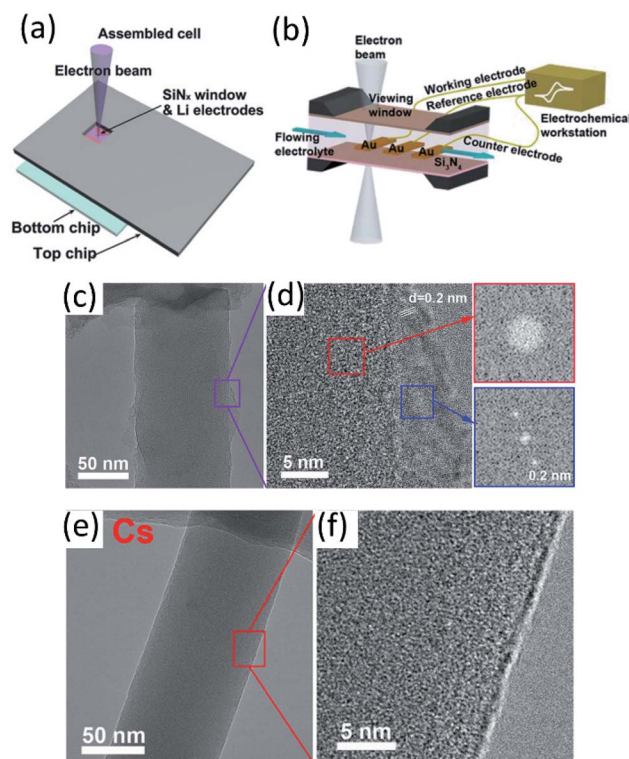 (a)
Assembled cell
Electron beam
SiNₓ window
& Li electrodes
Bottom chip
Top chip
(b)
Electron
beam
Working electrode
Reference electrode
Viewing
window
Electrochemical
workstation
Flowing
electrolyte
Au
Au
Au
Counter electrode
Si₃N₄
(c)
50 nm
(d)
d=0.2 nm
5 nm
0.2 nm
(e)
Cs
50 nm
(f)
5 nm